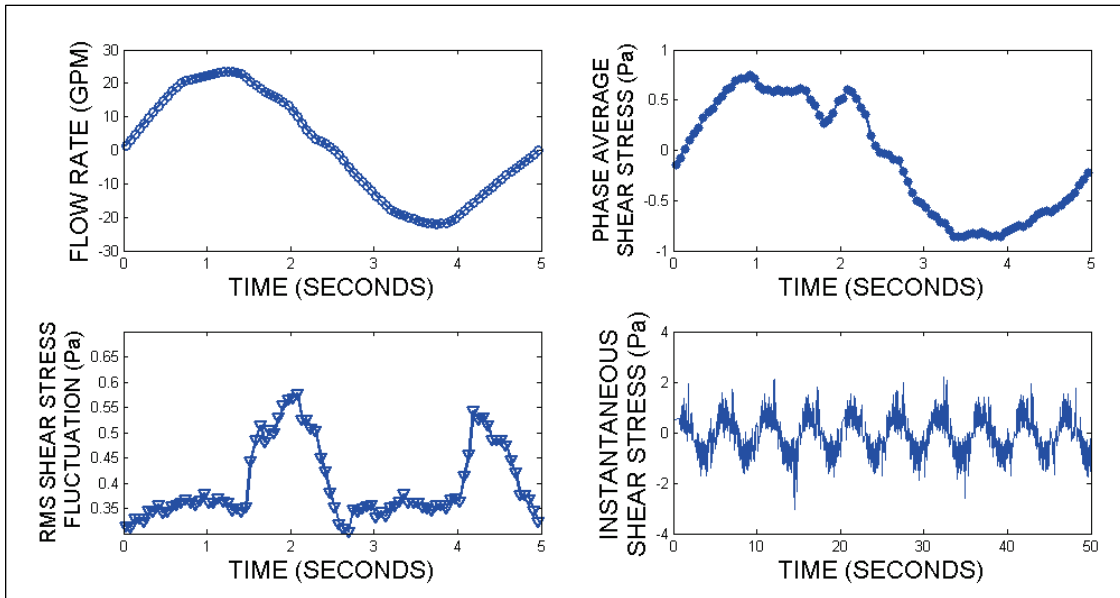 FLOW RATE (GPM)
30
20
10
0
-10
-20
-30
0 1 2 3 4 5
TIME (SECONDS)
PHASE AVERAGE
SHEAR STRESS (Pa)
1
0.5
0
-0.5
-1
0 1 2 3 4 5
TIME (SECONDS)
RMS SHEAR STRESS
FLUCTUATION (Pa)
0.65
0.6
0.55
0.5
0.45
0.4
0.35
0 1 2 3 4 5
TIME (SECONDS)
INSTANTANEOUS
SHEAR STRESS (Pa)
4
2
0
-2
-4
0 10 20 30 40 50
TIME (SECONDS)